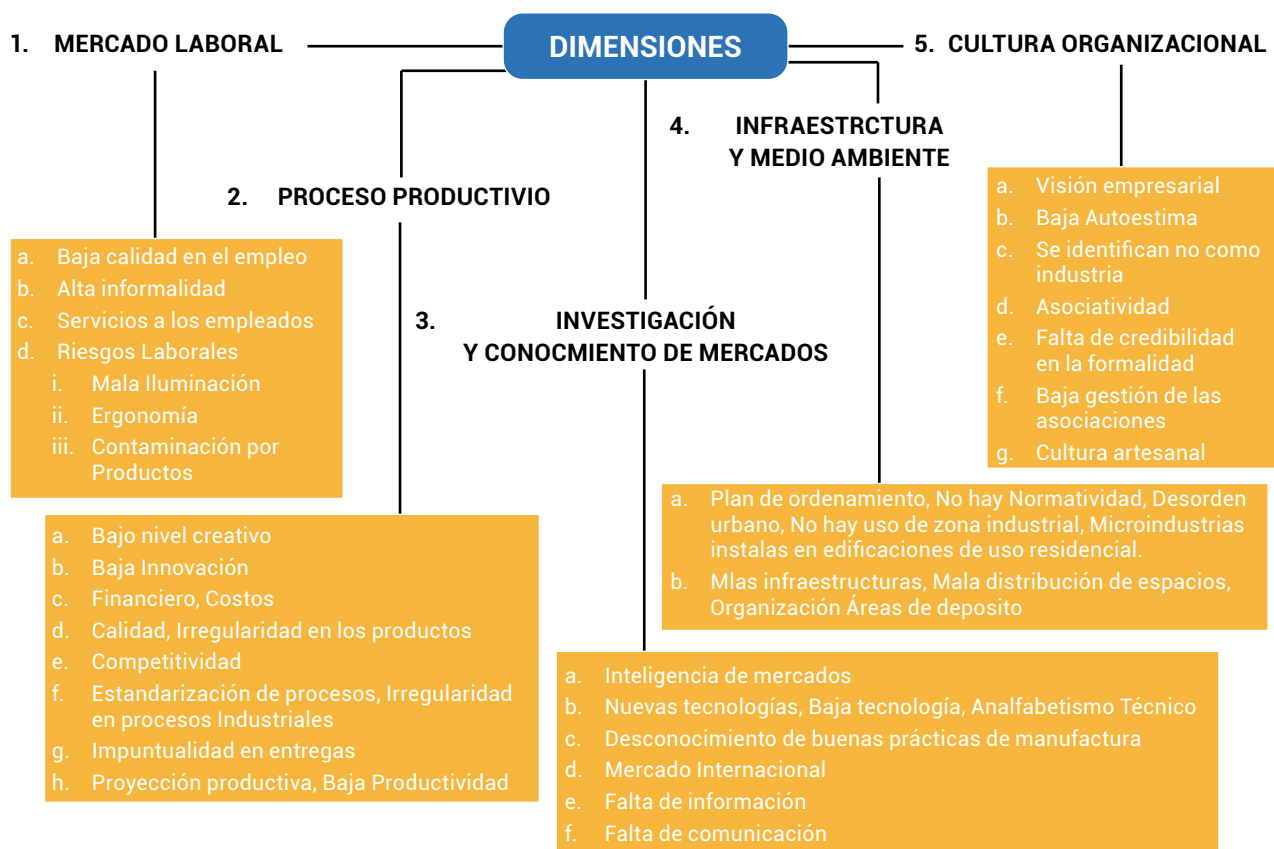 DIMENSIONES
1. MERCADO LABORAL
a. Baja calidad en el empleo
b. Alta informalidad
c. Servicios a los empleados
d. Riesgos Laborales
i. Mala Iluminación
ii. Ergonomía
iii. Contaminación por
Productos
2. PROCESO PRODUCTIVIO
a. Bajo nivel creativo
b. Baja Innovación
c. Financiero, Costos
d. Calidad, Irregularidad en los productos
e. Competitividad
f. Estandarización de procesos, Irregularidad
en procesos Industriales
g. Impuntualidad en entregas
h. Proyección productiva, Baja Productividad
3. INVESTIGACIÓN
Y CONOCMIENTO DE MERCADOS
a. Inteligencia de mercados
b. Nuevas tecnologías, Baja tecnología, Analfabetismo Técnico
c. Desconocimiento de buenas prácticas de manufactura
d. Mercado Internacional
e. Falta de información
f. Falta de comunicación
4. INFRAESTRCTURA
Y MEDIO AMBIENTE
a. Plan de ordenamiento, No hay Normatividad, Desorden
urbano, No hay uso de zona industrial, Microindustrias
instalas en edificaciones de uso residencial.
b. Mlas infraestructuras, Mala distribución de espacios,
Organización Áreas de deposito
5. CULTURA ORGANIZACIONAL
a. Visión empresarial
b. Baja Autoestima
c. Se identifican no como
industria
d. Asociatividad
e. Falta de credibilidad
en la formalidad
f. Baja gestión de las
asociaciones
g. Cultura artesanal